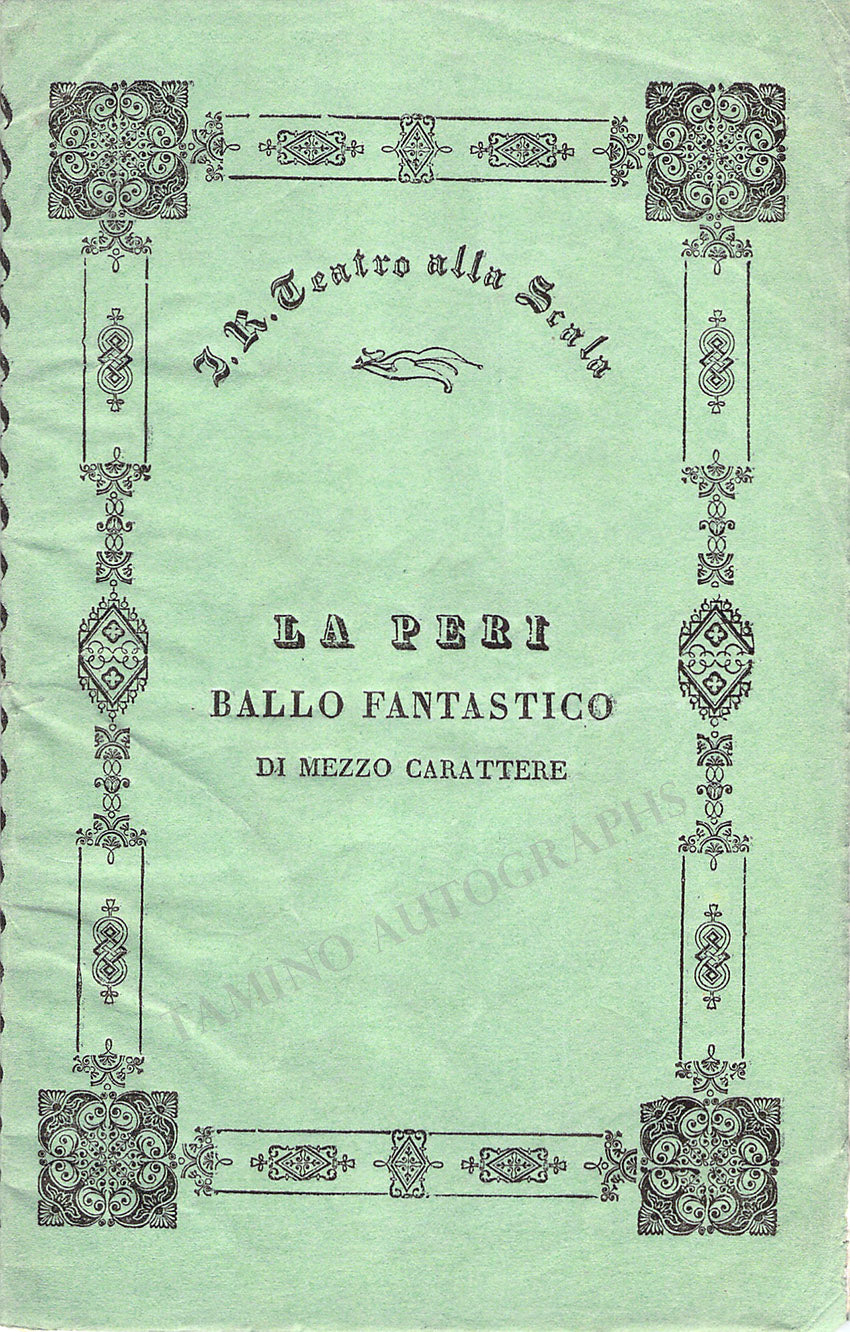 I. R. Teatro alla Scala
LA PERI
BALLO FANTASTICO
DI MEZZO CARATTERE
TAMINO AUTOGRAPHS